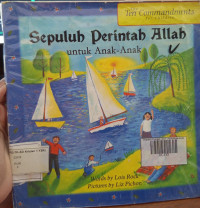 Ten Commandments
Sepuluh Perintah Allah
untuk Anak-Anak
Words by Lois Rock
Pictures by Liz Pichon